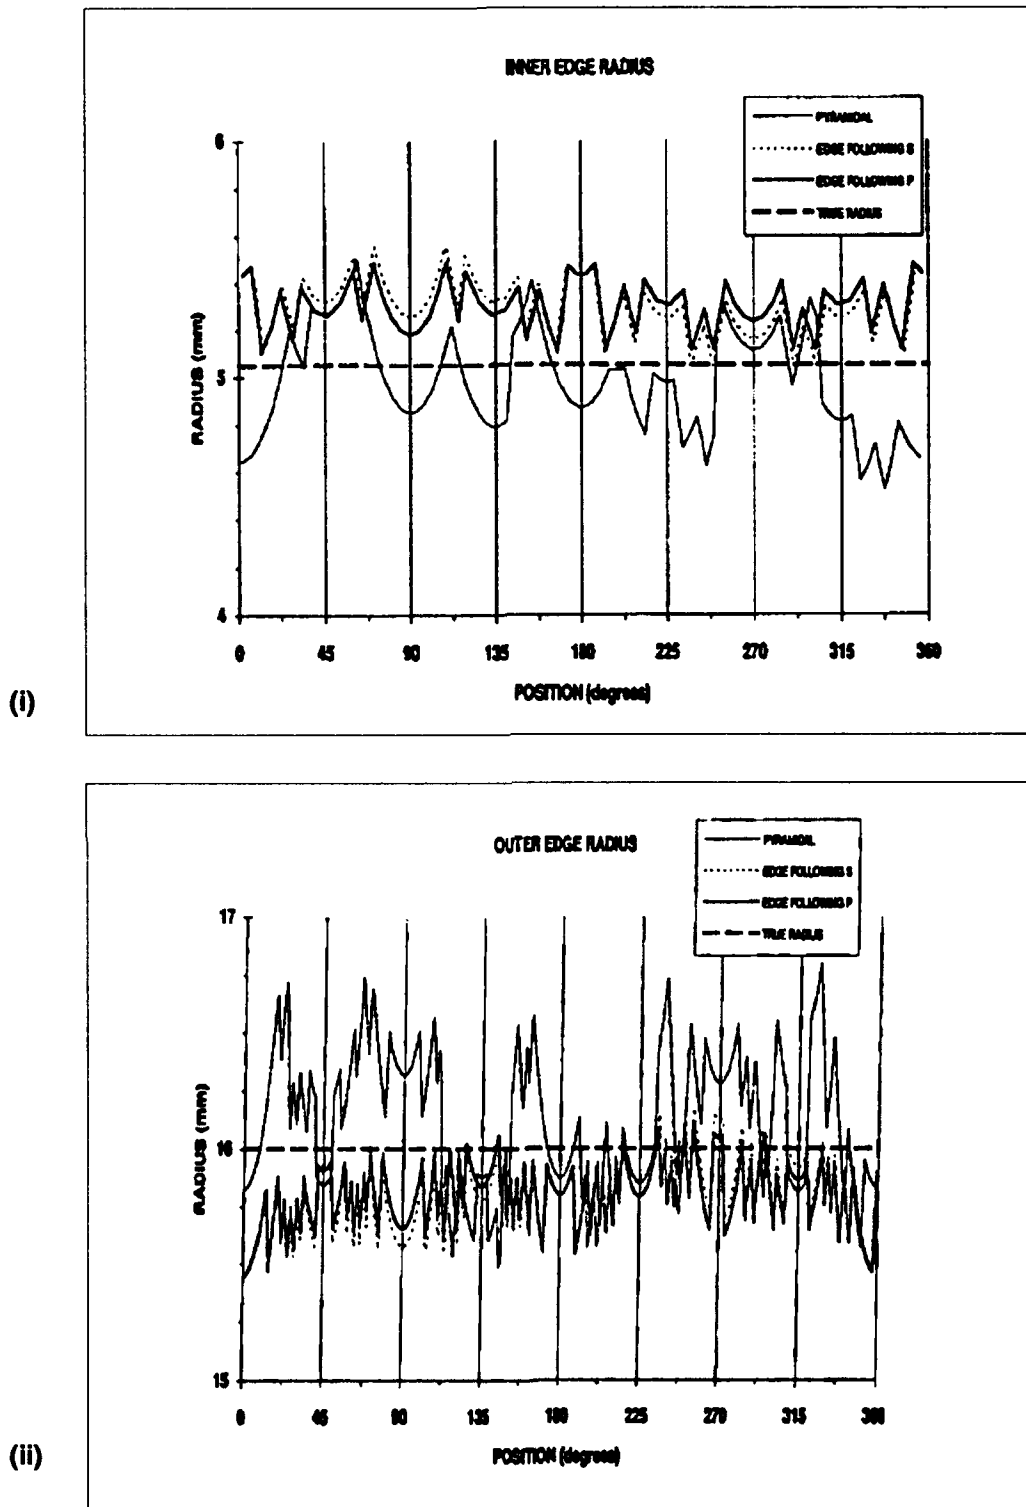 INNER EDGE RADIUS
PYRAMIDAL
EDGE FOLLOWING S
EDGE FOLLOWING P
TRUE RADIUS
6
5
4
RADIUS (mm)
0 45 90 135 180 225 270 315 360
POSITION (degrees)
(i)
OUTER EDGE RADIUS
PYRAMIDAL
EDGE FOLLOWING S
EDGE FOLLOWING P
TRUE RADIUS
17
16
15
RADIUS (mm)
0 45 90 135 180 225 270 315 360
POSITION (degrees)
(ii)